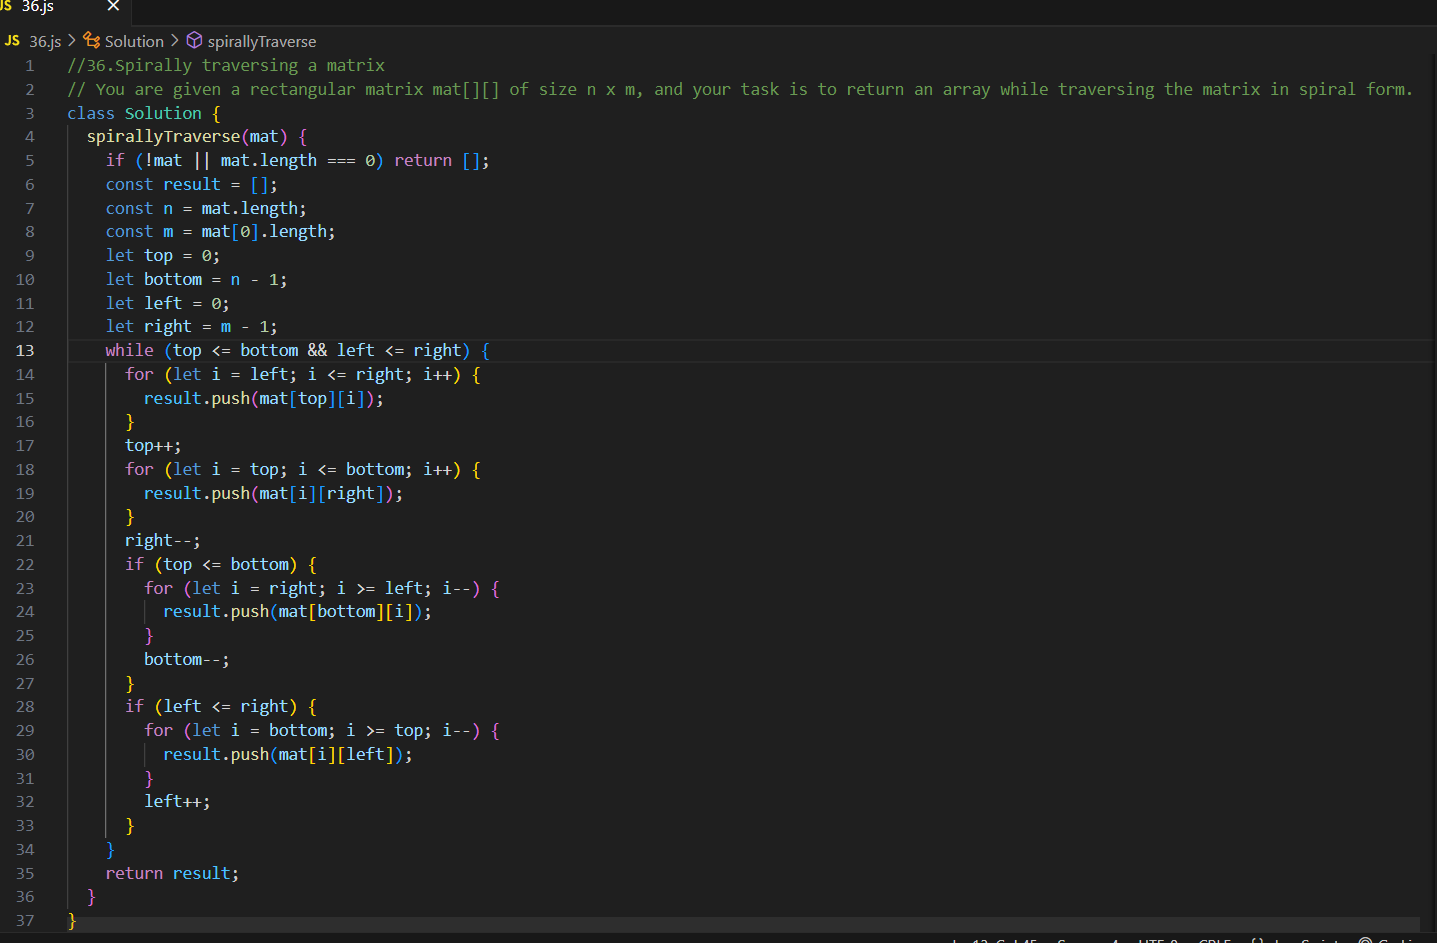 JS 36.js ×
JS 36.js > Solution > spirallyTraverse
1 //36.Spirally traversing a matrix
2 // You are given a rectangular matrix mat[][] of size n x m, and your task is to return an array while traversing the matrix in spiral form.
3 class Solution {
4   spirallyTraverse(mat) {
5     if (!mat || mat.length === 0) return [];
6     const result = [];
7     const n = mat.length;
8     const m = mat[0].length;
9     let top = 0;
10     let bottom = n - 1;
11     let left = 0;
12     let right = m - 1;
13     while (top <= bottom && left <= right) {
14       for (let i = left; i <= right; i++) {
15         result.push(mat[top][i]);
16       }
17       top++;
18       for (let i = top; i <= bottom; i++) {
19         result.push(mat[i][right]);
20       }
21       right--;
22       if (top <= bottom) {
23         for (let i = right; i >= left; i--) {
24           result.push(mat[bottom][i]);
25         }
26         bottom--;
27       }
28       if (left <= right) {
29         for (let i = bottom; i >= top; i--) {
30           result.push(mat[i][left]);
31         }
32         left++;
33       }
34     }
35     return result;
36   }
37 }